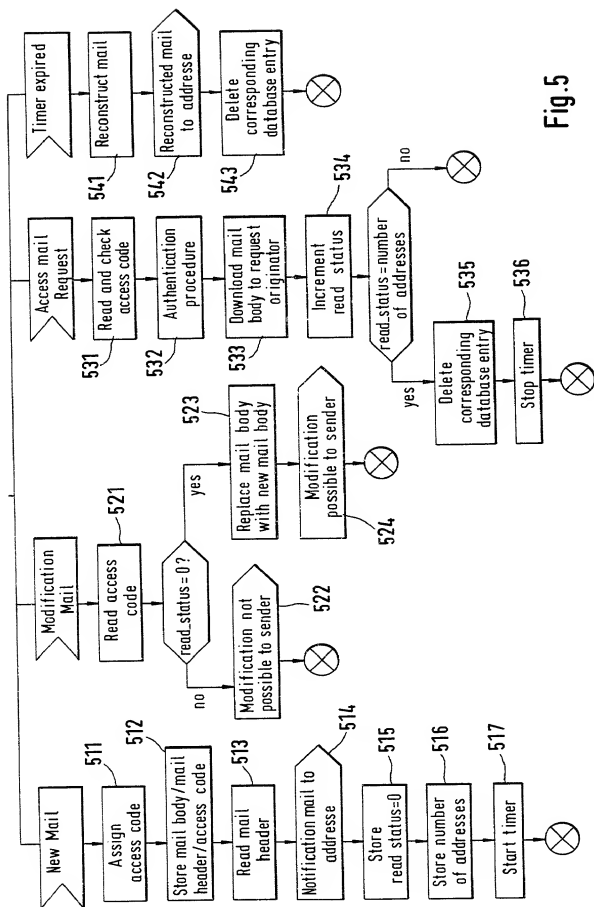 New Mail
511
Assign
access code
512
Store mail body/mail
header/access code
513
Read mail
header
514
Notification mail to
addresse
515
Store
read status=0
516
Store number
of addresses
517
Start timer
Modification
Mail
521
Read access
code
read_status = 0 ?
no
yes
Modification not
possible to sender
522
523
Replace mail body
with new mail body
Modification
possible to sender
524
Access mail
Request
531
Read and check
access code
532
Authentication
procedure
533
Download mail
body to request
originator
534
Increment
read status
read_status = number
of addresses
no
yes
535
Delete
corresponding
database entry
536
Stop timer
Timer expired
541
Reconstruct mail
542
Reconstructed mail
to addresse
543
Delete
corresponding
database entry
Fig.5